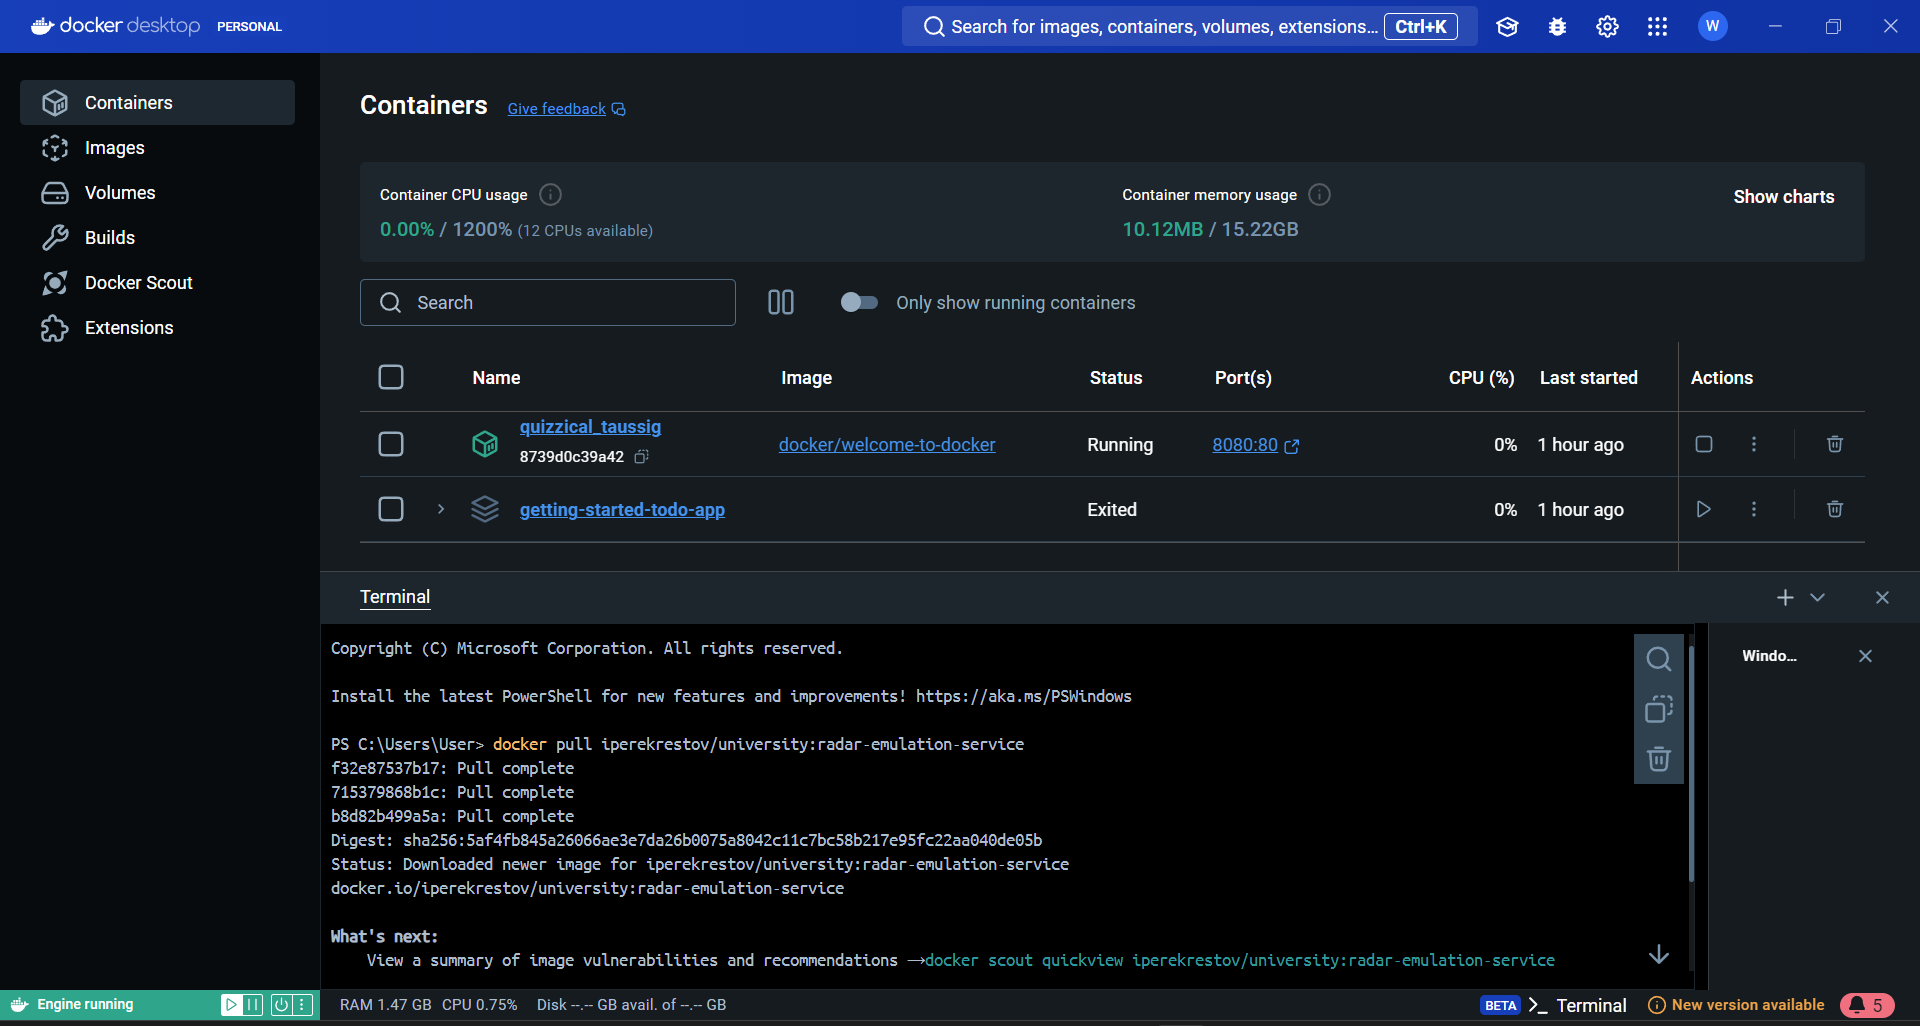 docker desktop PERSONAL
Search for images, containers, volumes, extensions... Ctrl+K
W
Containers
Images
Volumes
Builds
Docker Scout
Extensions
Containers Give feedback
Container CPU usage
0.00% / 1200% (12 CPUs available)
Container memory usage
10.12MB / 15.22GB
Show charts
Search
Only show running containers
Name Image Status Port(s) CPU (%) Last started Actions
quizzical_taussig
8739d0c39a42
docker/welcome-to-docker Running 8080:80 0% 1 hour ago
getting-started-todo-app Exited 0% 1 hour ago
Terminal
Copyright (C) Microsoft Corporation. All rights reserved.
Install the latest PowerShell for new features and improvements! https://aka.ms/PSWindows
PS C:\Users\User> docker pull iperekrestov/university:radar-emulation-service
f32e87537b17: Pull complete
715379868b1c: Pull complete
b8d82b499a5a: Pull complete
Digest: sha256:5af4fb845a26066ae3e7da26b0075a8042c11c7bc58b217e95fc22aa040de05b
Status: Downloaded newer image for iperekrestov/university:radar-emulation-service
docker.io/iperekrestov/university:radar-emulation-service
What's next:
View a summary of image vulnerabilities and recommendations → docker scout quickview iperekrestov/university:radar-emulation-service
Windo...
Engine running
RAM 1.47 GB CPU 0.75% Disk --.-- GB avail. of --.-- GB
BETA >_ Terminal
New version available
5